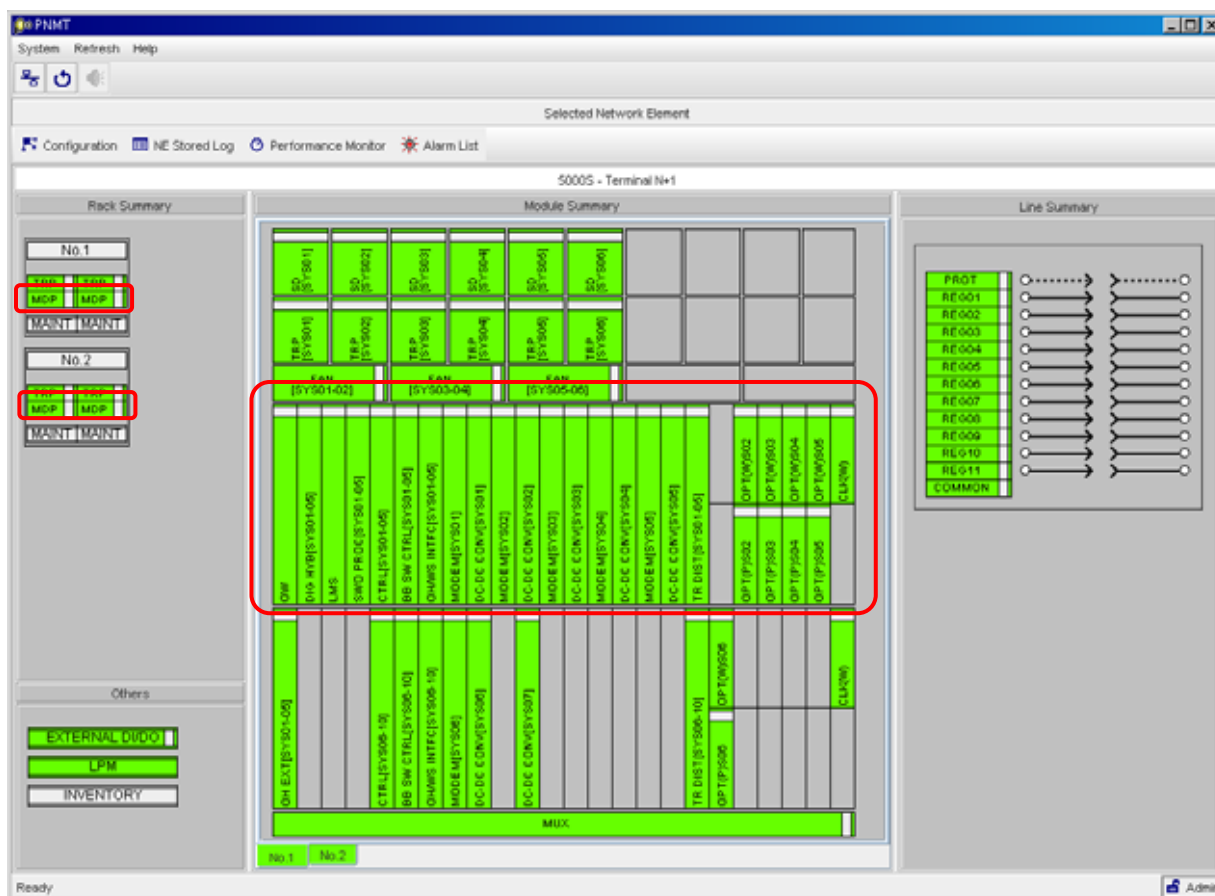 PNMT
System Refresh Help
Selected Network Element
Configuration NE Stored Log Performance Monitor Alarm List
5000S - Terminal N+1
Rack Summary
No.1
TRP TRP
MDP MDP
MAINT MAINT
No.2
TRP TRP
MDP MDP
MAINT MAINT
Others
EXTERNAL DI/DO
LPM
INVENTORY
Module Summary
SD [SYS01]
SD [SYS02]
SD [SYS03]
SD [SYS04]
SD [SYS05]
SD [SYS06]
TRP [SYS01]
TRP [SYS02]
TRP [SYS03]
TRP [SYS04]
TRP [SYS05]
TRP [SYS06]
FAN
[SYS01-02]
FAN
[SYS03-04]
FAN
[SYS05-06]
OW
DIG HYB[SYS01-05]
LMS
SWO PROC[SYS01-05]
CTRL[SYS01-05]
BB SW CTRL[SYS01-05]
OH/WS INTFC[SYS01-05]
MODEM[SYS01]
DC-DC CONV[SYS01]
MODEM[SYS02]
DC-DC CONV[SYS02]
MODEM[SYS03]
DC-DC CONV[SYS03]
MODEM[SYS04]
DC-DC CONV[SYS04]
MODEM[SYS05]
DC-DC CONV[SYS05]
TR DIST[SYS01-05]
OPT(W)S02
OPT(W)S03
OPT(W)S04
OPT(W)S05
CLK(W)
OPT(P)S02
OPT(P)S03
OPT(P)S04
OPT(P)S05
OH EXT[SYS01-05]
CTRL[SYS06-10]
BB SW CTRL[SYS06-10]
OH/WS INTFC[SYS06-10]
MODEM[SYS06]
DC-DC CONV[SYS06]
DC-DC CONV[SYS07]
TR DIST[SYS06-10]
OPT(W)S06
OPT(P)S06
CLK(W)
MUX
No.1 No.2
Line Summary
PROT
REG01
REG02
REG03
REG04
REG05
REG06
REG07
REG08
REG09
REG10
REG11
COMMON
Ready